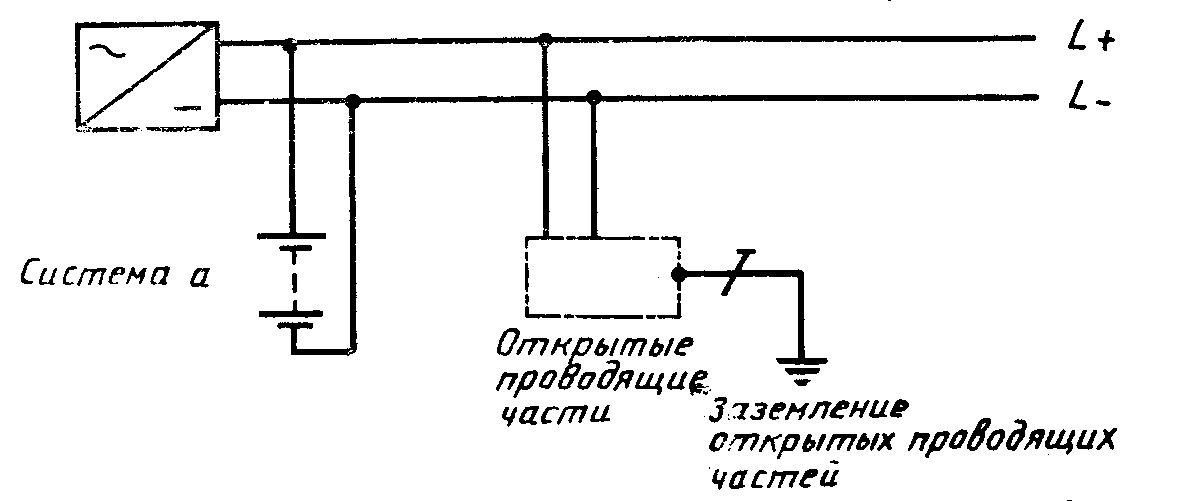 L+
L-
Система а
Открытые
проводящие
части
Заземление
открытых проводящих
частей